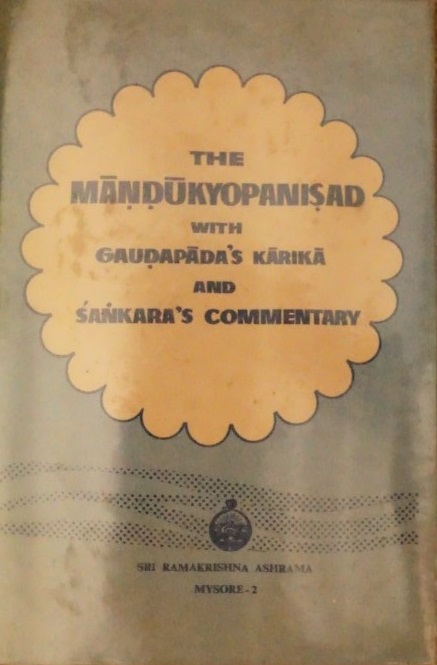 THE
MĀṆḌŪKYOPANIṢAD
WITH
GAUḌAPĀDA'S KĀRIKĀ
AND
ŚAṄKARA'S COMMENTARY
SRI RAMAKRISHNA ASHRAMA
MYSORE-2